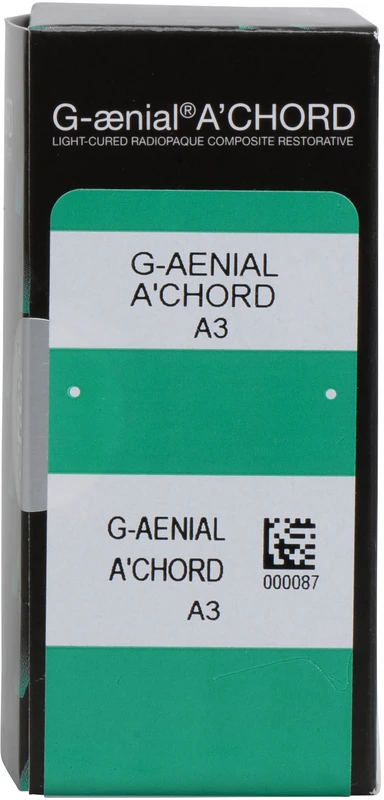 G-ænial®A'CHORD
LIGHT-CURED RADIOPAQUE COMPOSITE RESTORATIVE
G-AENIAL
A'CHORD
A3
G-AENIAL
A'CHORD
A3
000087